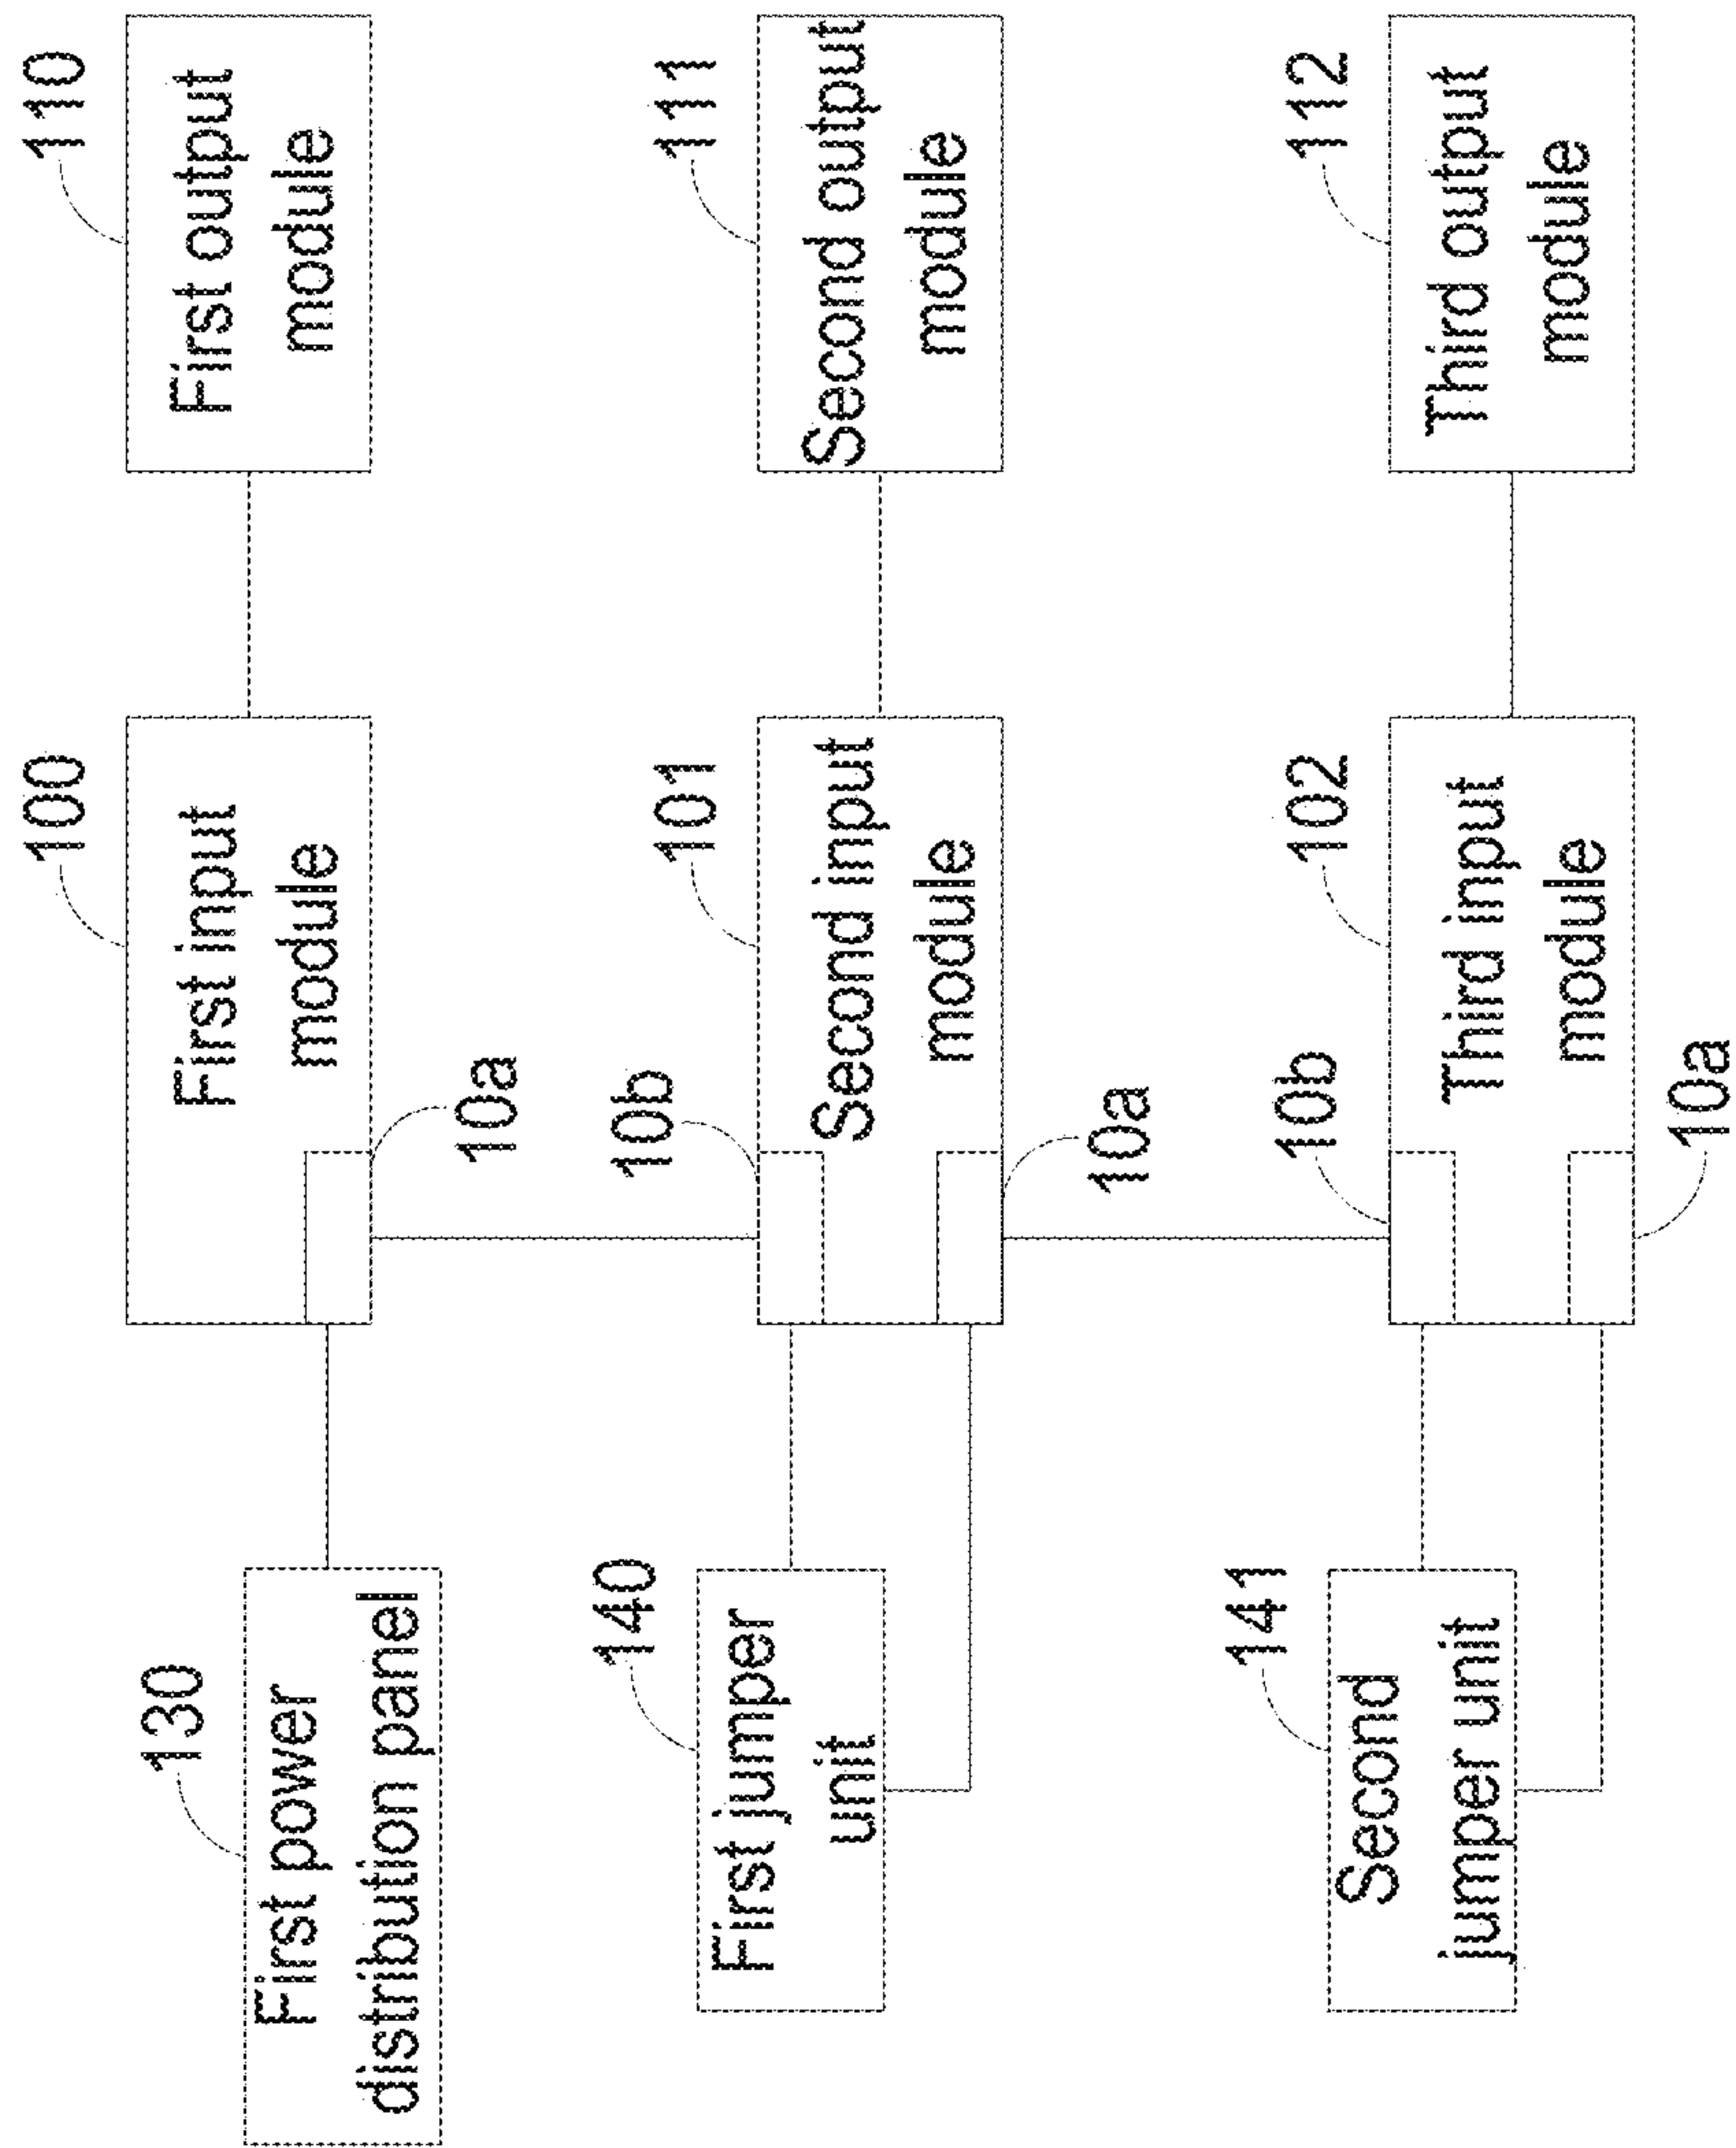 110
First output
module
100
First input
module
10a
130
First power
distribution panel
111
Second output
module
101
Second input
module
10b
10a
140
First jumper
unit
112
Third output
module
102
Third input
module
10b
10a
141
Second
jumper unit